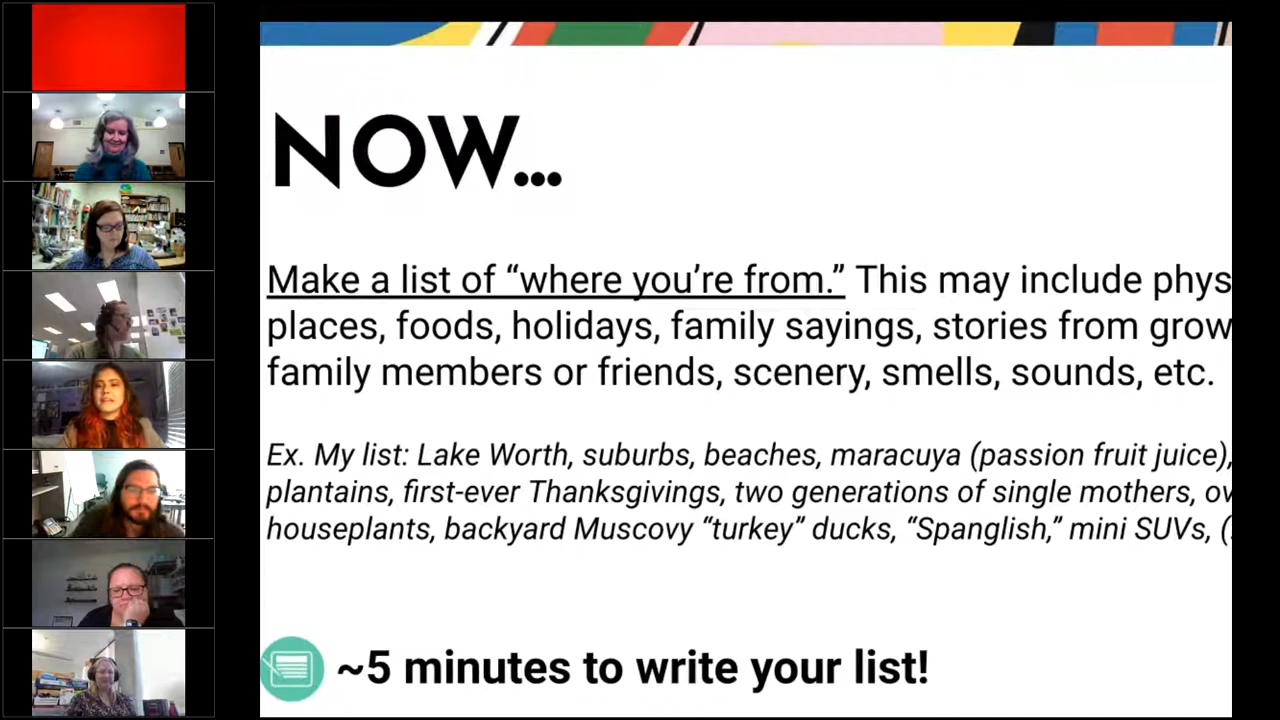 NOW...
Make a list of “where you’re from.” This may include phys
places, foods, holidays, family sayings, stories from grow
family members or friends, scenery, smells, sounds, etc.
Ex. My list: Lake Worth, suburbs, beaches, maracuya (passion fruit juice),
plantains, first-ever Thanksgivings, two generations of single mothers, ov
houseplants, backyard Muscovy “turkey” ducks, “Spanglish,” mini SUVs, (
~5 minutes to write your list!